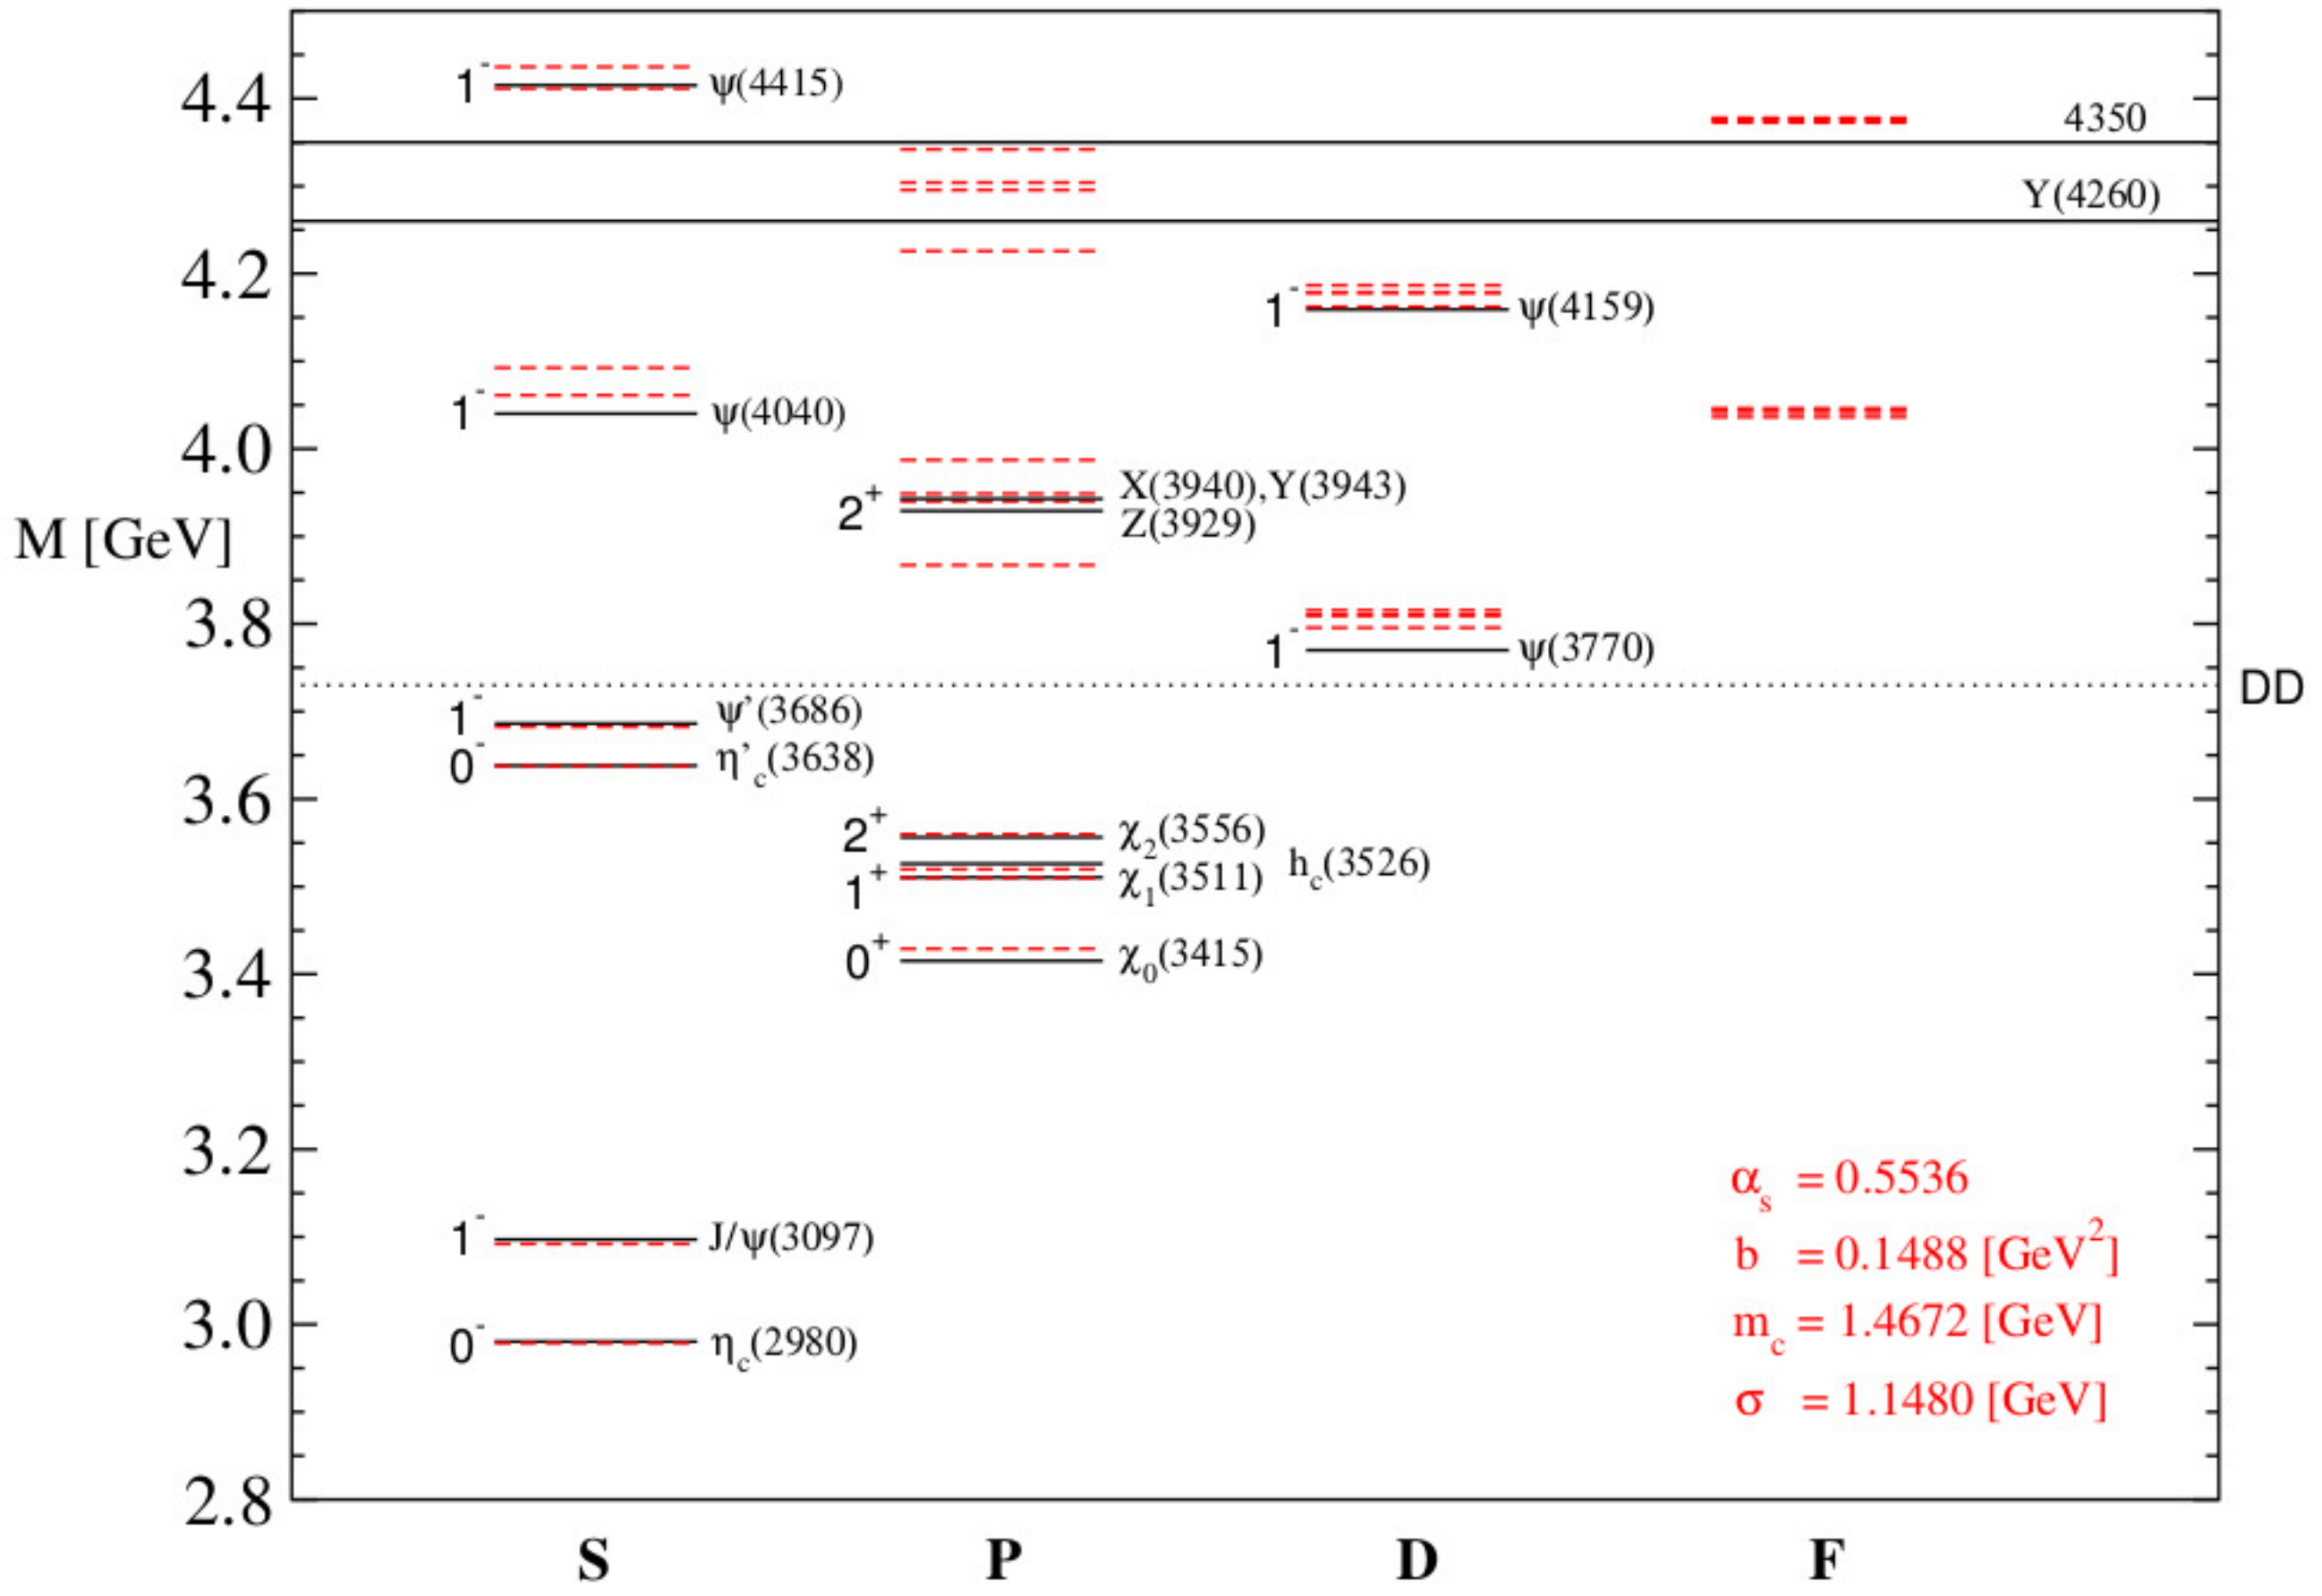 4.4
1⁻ ψ(4415)
4350
Y(4260)
4.2
1⁻ ψ(4159)
1⁻ ψ(4040)
4.0
X(3940),Y(3943)
2⁺ Z(3929)
M [GeV]
3.8
1⁻ ψ(3770)
DD
1⁻ ψ’(3686)
0⁻ η’c(3638)
3.6
2⁺ χ2(3556)
hc(3526)
1⁺ χ1(3511)
0⁺ χ0(3415)
3.4
3.2
1⁻ J/ψ(3097)
3.0
0⁻ ηc(2980)
2.8
αs = 0.5536
b = 0.1488 [GeV²]
mc = 1.4672 [GeV]
σ = 1.1480 [GeV]
S P D F